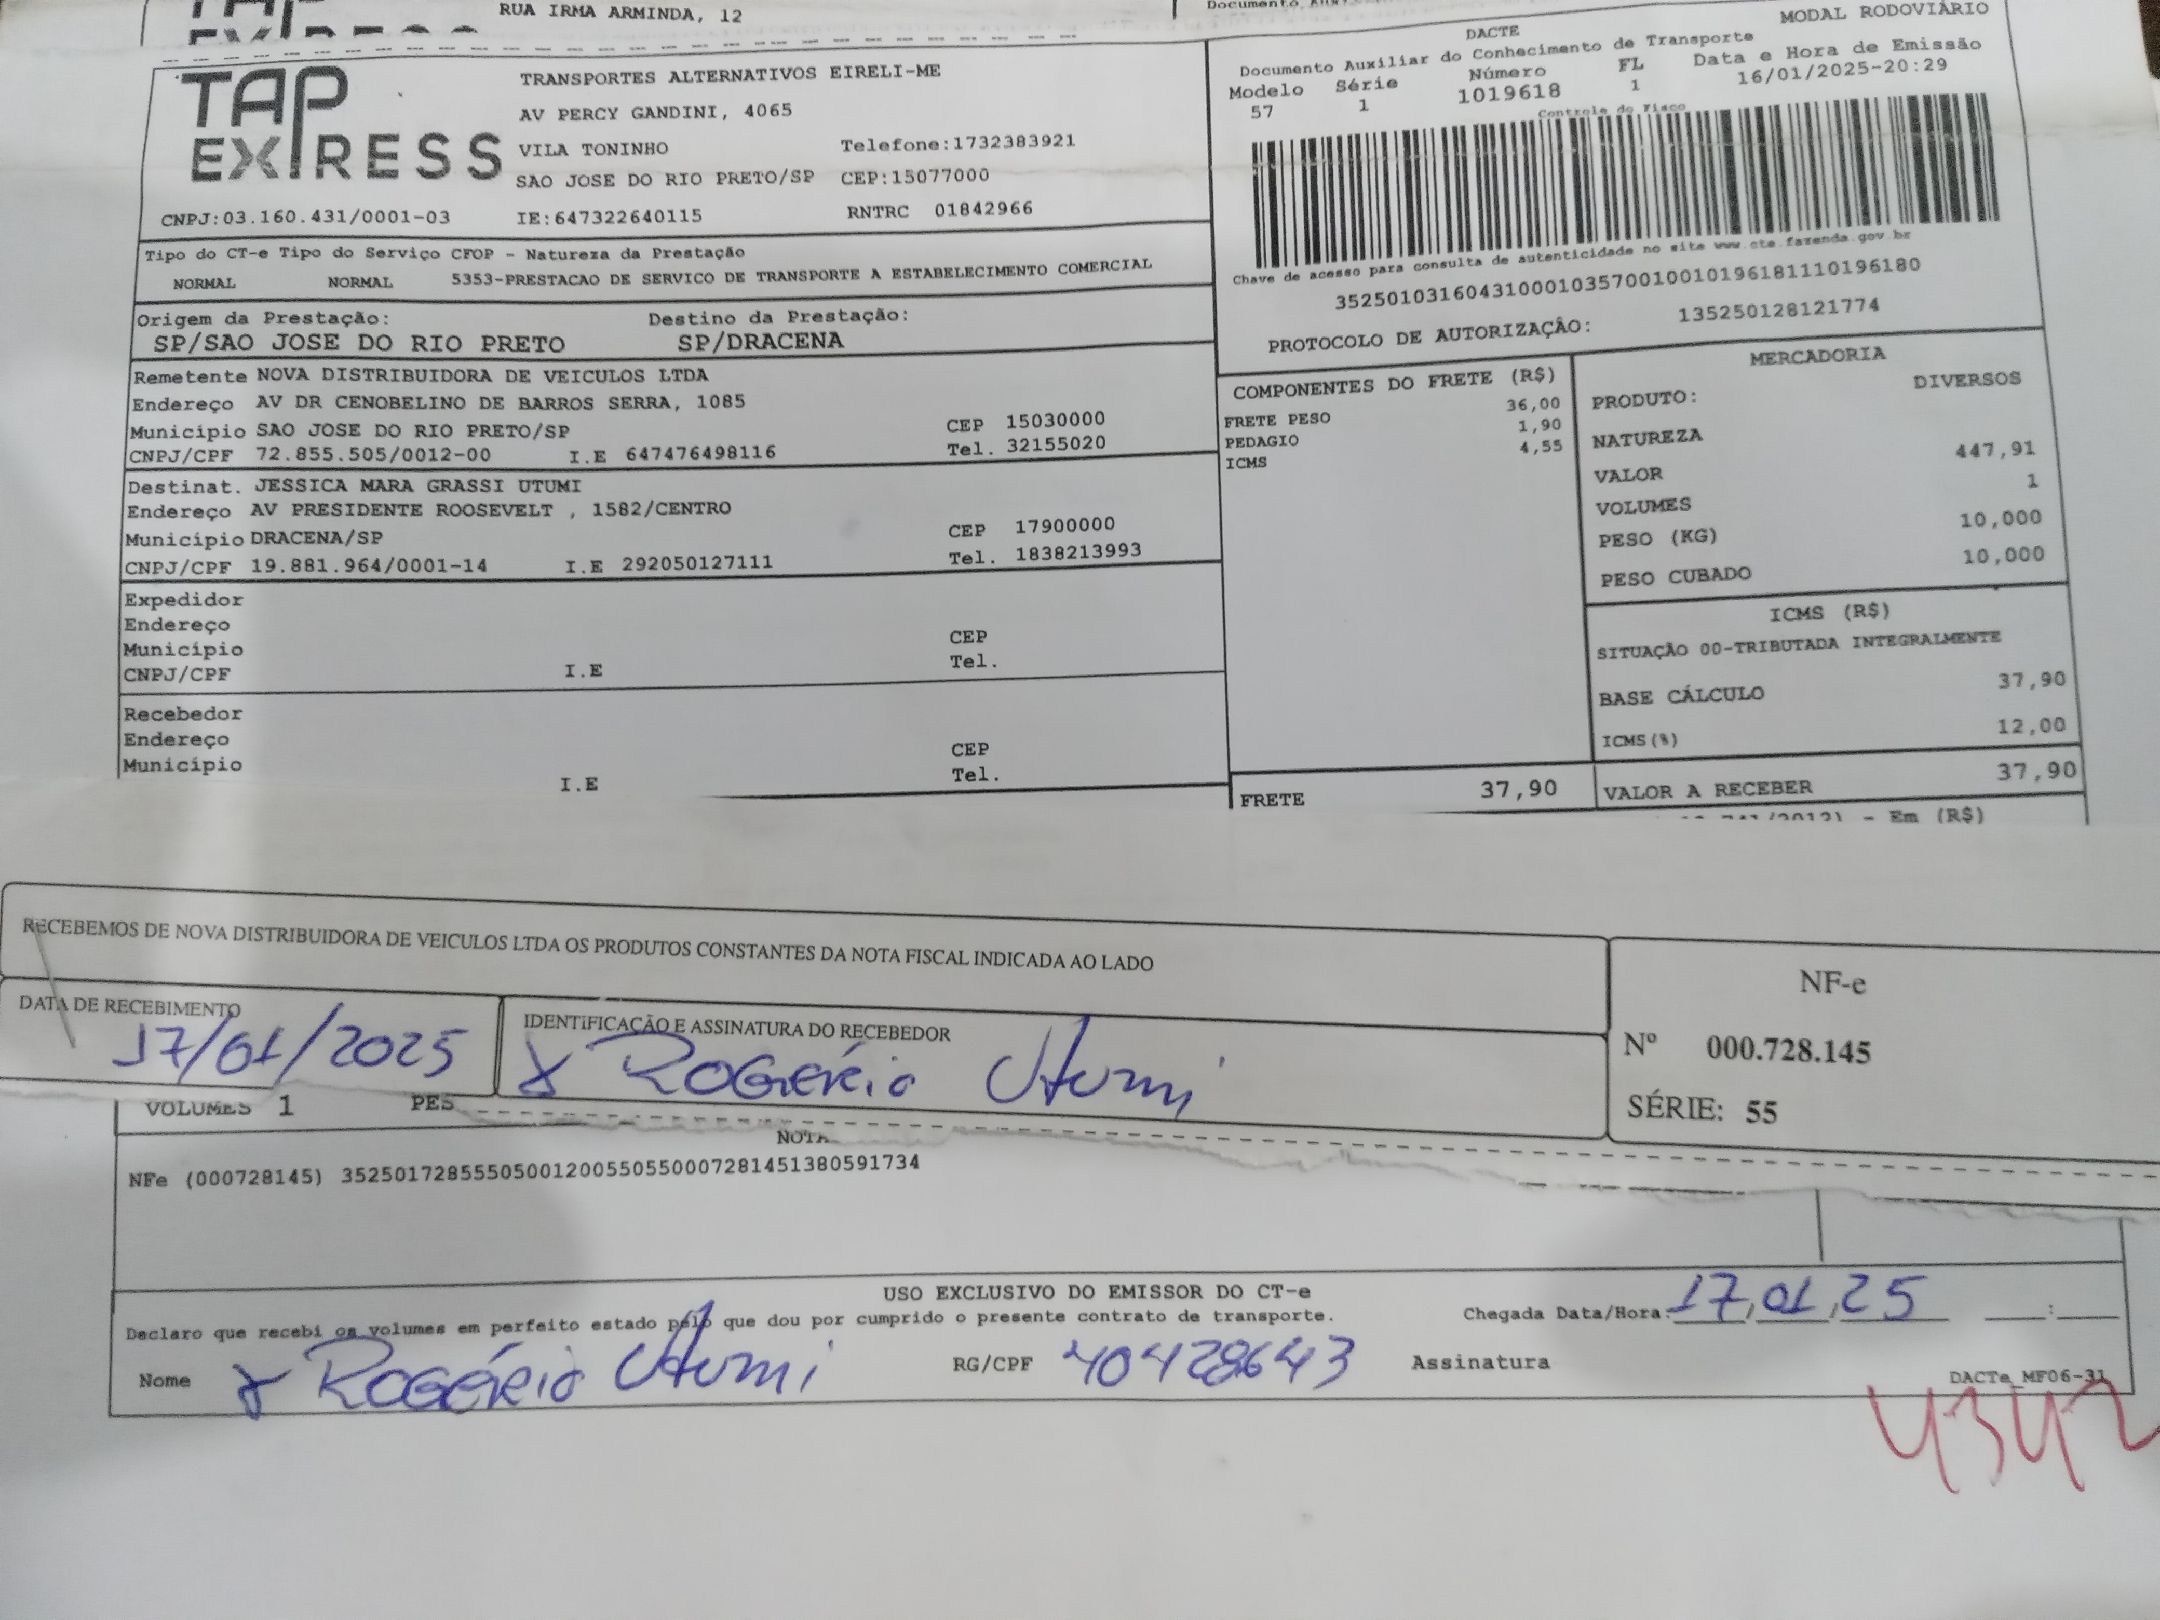 RUA IRMA ARMINDA, 12
MODAL RODOVIÁRIO
TAP EXPRESS
TRANSPORTES ALTERNATIVOS EIRELI-ME
AV PERCY GANDINI, 4065
VILA TONINHO Telefone:1732383921
SAO JOSE DO RIO PRETO/SP CEP:15077000
CNPJ:03.160.431/0001-03 IE:647322640115 RNTRC 01842966
DACTE
Documento Auxiliar do Conhecimento de Transporte
Modelo Série Número FL Data e Hora de Emissão
57 1 1019618 1 16/01/2025-20:29
Controle do Fisco
Chave de acesso para consulta de autenticidade no site www.cte.fazenda.gov.br
35250103160431000103570010010196181110196180
PROTOCOLO DE AUTORIZAÇÃO: 135250128121774
Tipo do CT-e Tipo do Serviço CFOP - Natureza da Prestação
NORMAL NORMAL 5353-PRESTACAO DE SERVICO DE TRANSPORTE A ESTABELECIMENTO COMERCIAL
Origem da Prestação: Destino da Prestação:
SP/SAO JOSE DO RIO PRETO SP/DRACENA
Remetente NOVA DISTRIBUIDORA DE VEICULOS LTDA
Endereço AV DR CENOBELINO DE BARROS SERRA, 1085
Município SAO JOSE DO RIO PRETO/SP CEP 15030000
CNPJ/CPF 72.855.505/0012-00 I.E 647476498116 Tel. 32155020
Destinat. JESSICA MARA GRASSI UTUMI
Endereço AV PRESIDENTE ROOSEVELT , 1582/CENTRO
Município DRACENA/SP CEP 17900000
CNPJ/CPF 19.881.964/0001-14 I.E 292050127111 Tel. 1838213993
Expedidor
Endereço
Município CEP
CNPJ/CPF I.E Tel.
Recebedor
Endereço
Município CEP
I.E Tel.
COMPONENTES DO FRETE (R$)
FRETE PESO 36,00
PEDAGIO 1,90
ICMS 4,55
FRETE 37,90
MERCADORIA
PRODUTO: DIVERSOS
NATUREZA
VALOR 447,91
VOLUMES 1
PESO (KG) 10,000
PESO CUBADO 10,000
ICMS (R$)
SITUAÇÃO 00-TRIBUTADA INTEGRALMENTE
BASE CÁLCULO 37,90
ICMS(%) 12,00
VALOR A RECEBER 37,90
741/2012) - Em (R$)
RECEBEMOS DE NOVA DISTRIBUIDORA DE VEICULOS LTDA OS PRODUTOS CONSTANTES DA NOTA FISCAL INDICADA AO LADO
DATA DE RECEBIMENTO
17/01/2025
IDENTIFICAÇÃO E ASSINATURA DO RECEBEDOR
x Rogério Utumi
NF-e
Nº 000.728.145
SÉRIE: 55
VOLUMES 1 PES
NOTA
NFe (000728145) 35250172855505001200550550007281451380591734
USO EXCLUSIVO DO EMISSOR DO CT-e
Declaro que recebi os volumes em perfeito estado pelo que dou por cumprido o presente contrato de transporte.
Chegada Data/Hora: 17,01,25 :
Nome x Rogério Utumi RG/CPF 40428643 Assinatura
DACTe_MF06-31
4342